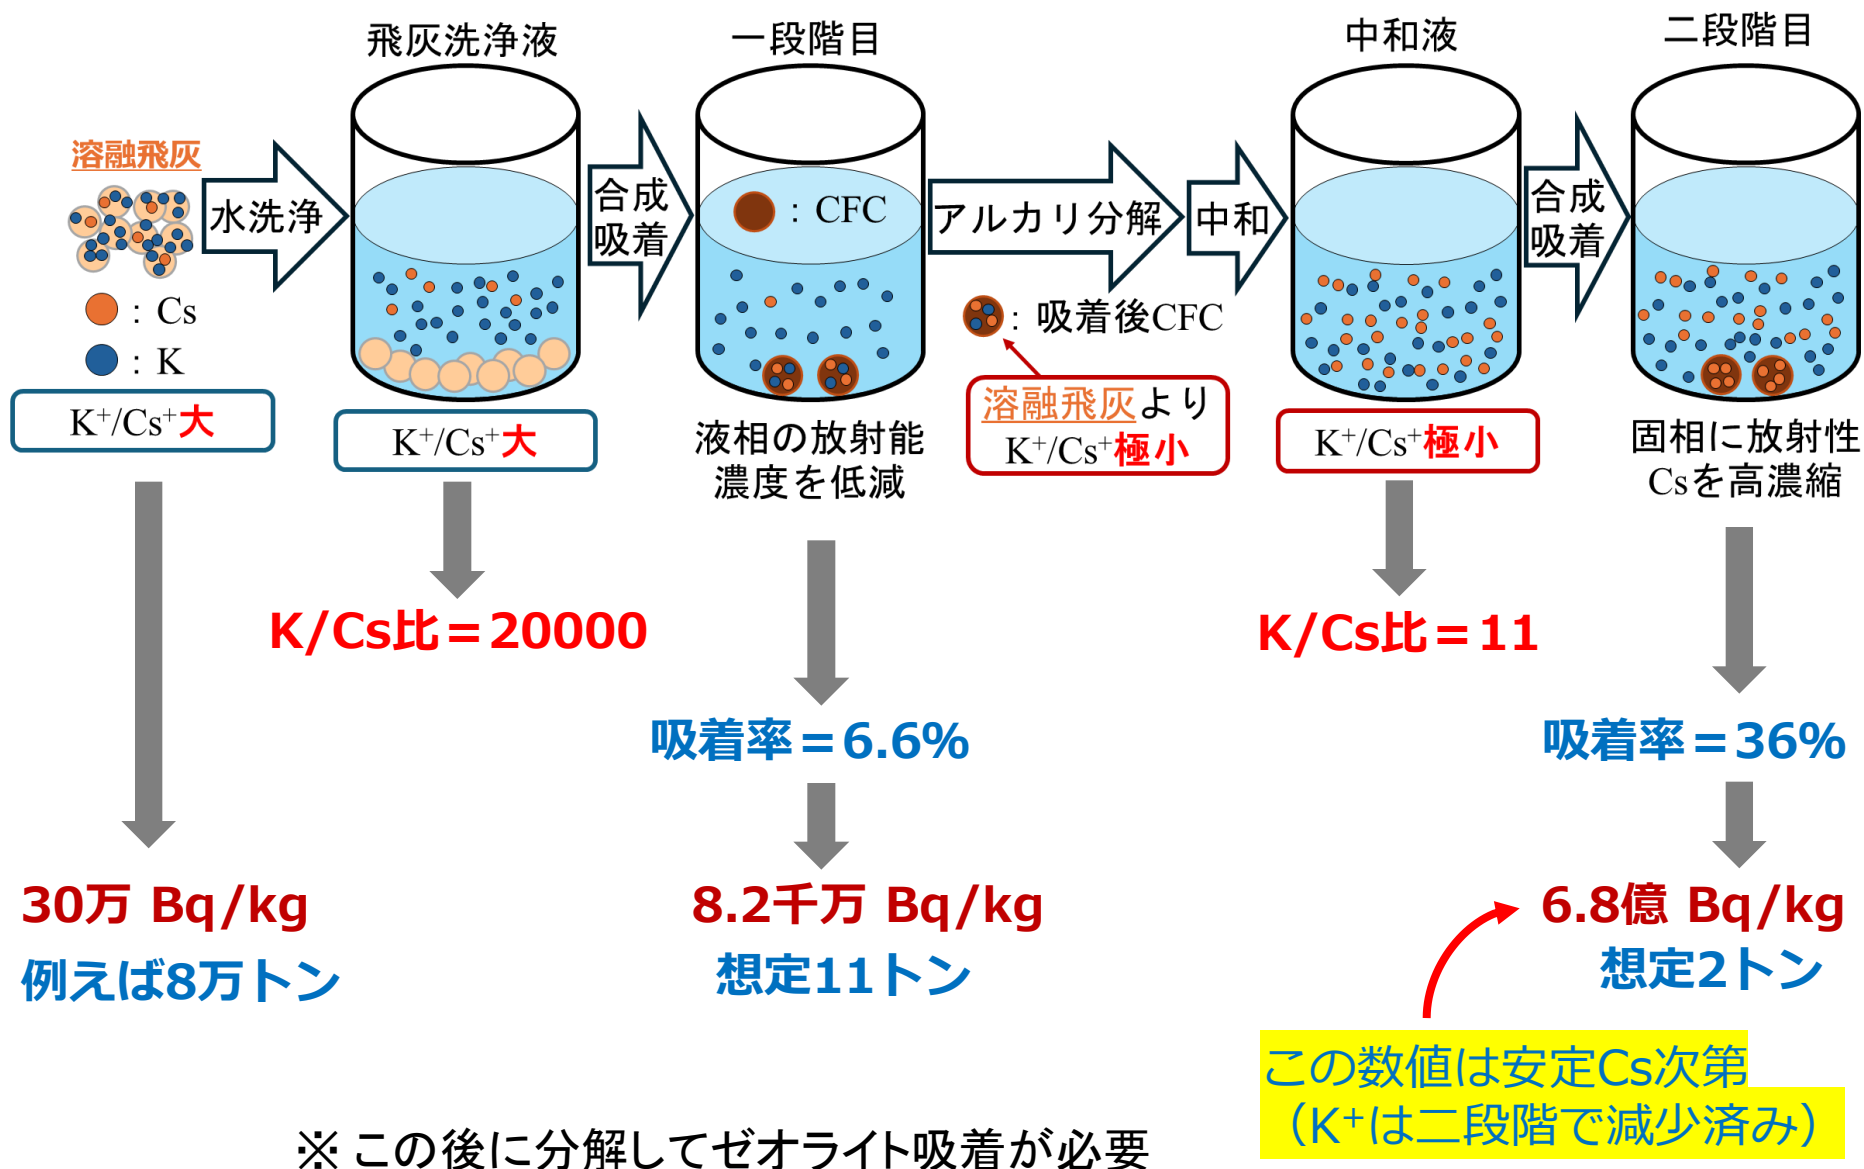 飛灰洗浄液
一段階目
中和液
二段階目
溶融飛灰
水洗浄
合成
吸着
：CFC
アルカリ分解
中和
合成
吸着
：Cs
：K
：吸着後CFC
K⁺/Cs⁺大
K⁺/Cs⁺大
液相の放射能
濃度を低減
溶融飛灰より
K⁺/Cs⁺極小
K⁺/Cs⁺極小
固相に放射性
Csを高濃縮
K/Cs比＝20000
K/Cs比＝11
吸着率＝6.6%
吸着率＝36%
30万 Bq/kg
例えば8万トン
8.2千万 Bq/kg
想定11トン
6.8億 Bq/kg
想定2トン
この数値は安定Cs次第
（K⁺は二段階で減少済み）
※この後に分解してゼオライト吸着が必要